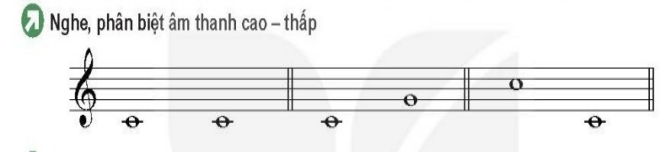 Nghe, phân biệt âm thanh cao – thấp